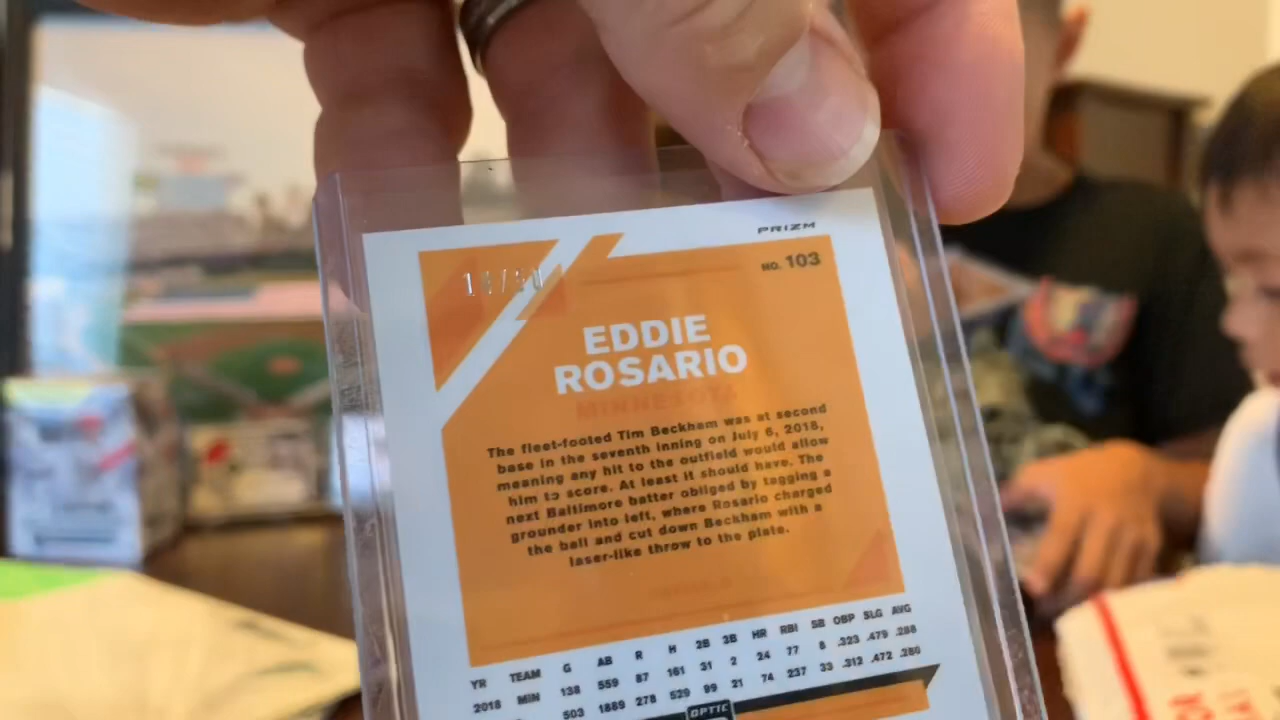 PRIZM
NO. 103
EDDIE
ROSARIO
MINNESOTA
The fleet-footed Tim Beckham was at second
base in the seventh inning on July 6, 2018,
meaning any hit to the outfield would allow
him to score. At least it should have. The
next Baltimore batter obliged by tagging a
grounder into left, where Rosario charged
the ball and cut down Beckham with a
laser-like throw to the plate.
YR TEAM G AB R H 2B 3B HR RBI SB OBP SLG AVG
2018 MIN 138 559 87 161 31 2 24 77 8 .323 .479 .288
503 1889 278 529 99 21 74 237 33 .312 .472 .280
OPTIC